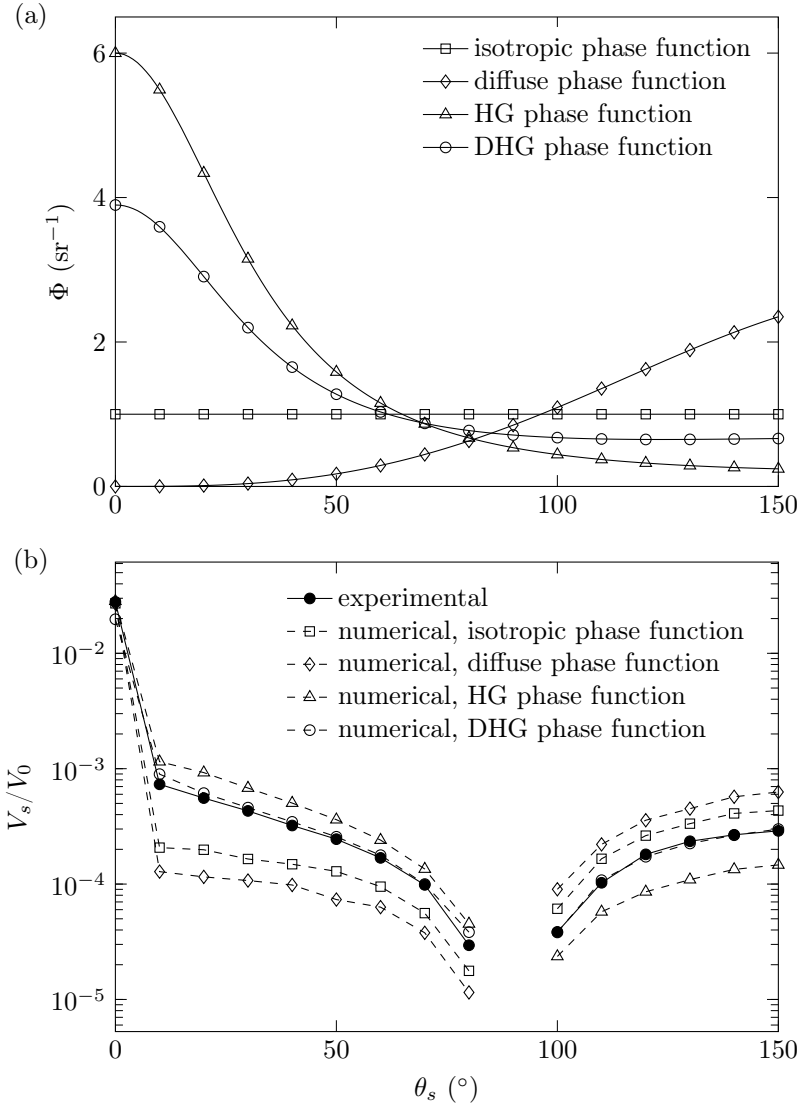 (a)
6
4
2
0
Φ (sr⁻¹)
isotropic phase function
diffuse phase function
HG phase function
DHG phase function
0 50 100 150
(b)
10⁻²
10⁻³
10⁻⁴
10⁻⁵
V_s/V_0
experimental
numerical, isotropic phase function
numerical, diffuse phase function
numerical, HG phase function
numerical, DHG phase function
0 50 100 150
θ_s (°)